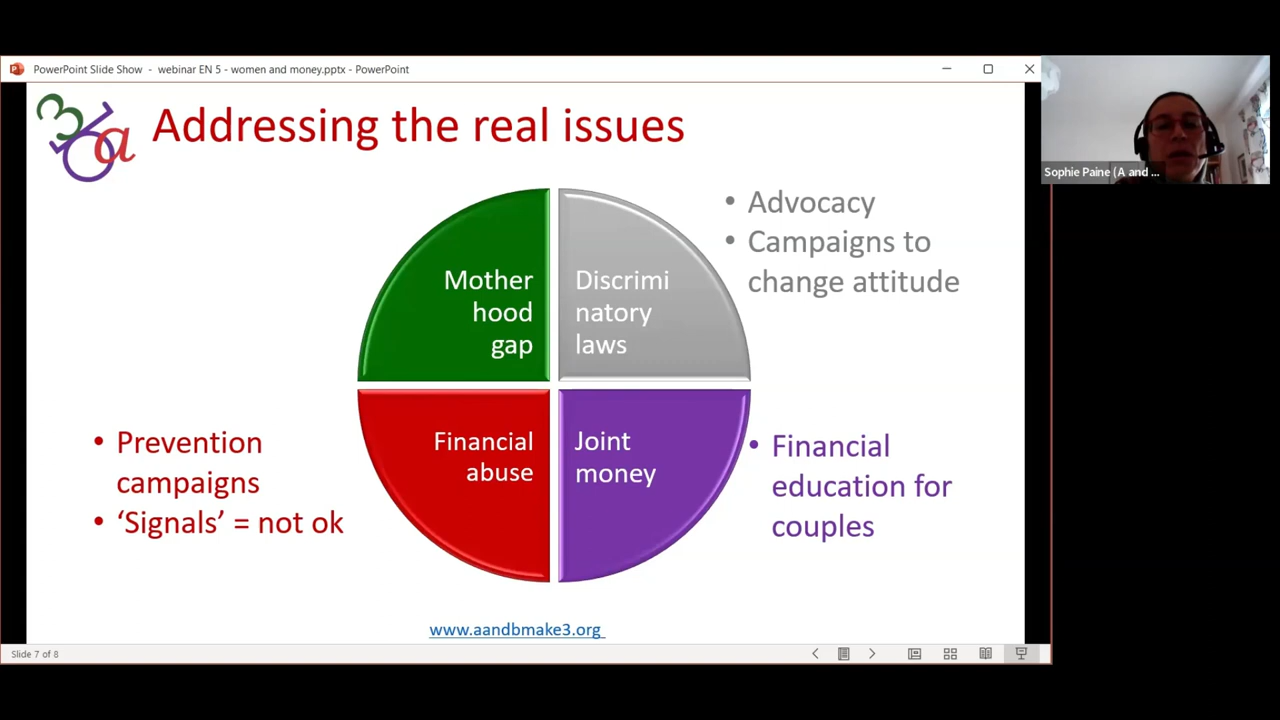 PowerPoint Slide Show - webinar EN 5 - women and money.pptx - PowerPoint
Sophie Paine (A and ...
Addressing the real issues
Mother
hood
gap
Discrimi
natory
laws
• Advocacy
• Campaigns to
change attitude
• Prevention
campaigns
• ‘Signals’ = not ok
Financial
abuse
Joint
money
• Financial
education for
couples
www.aandbmake3.org
Slide 7 of 8